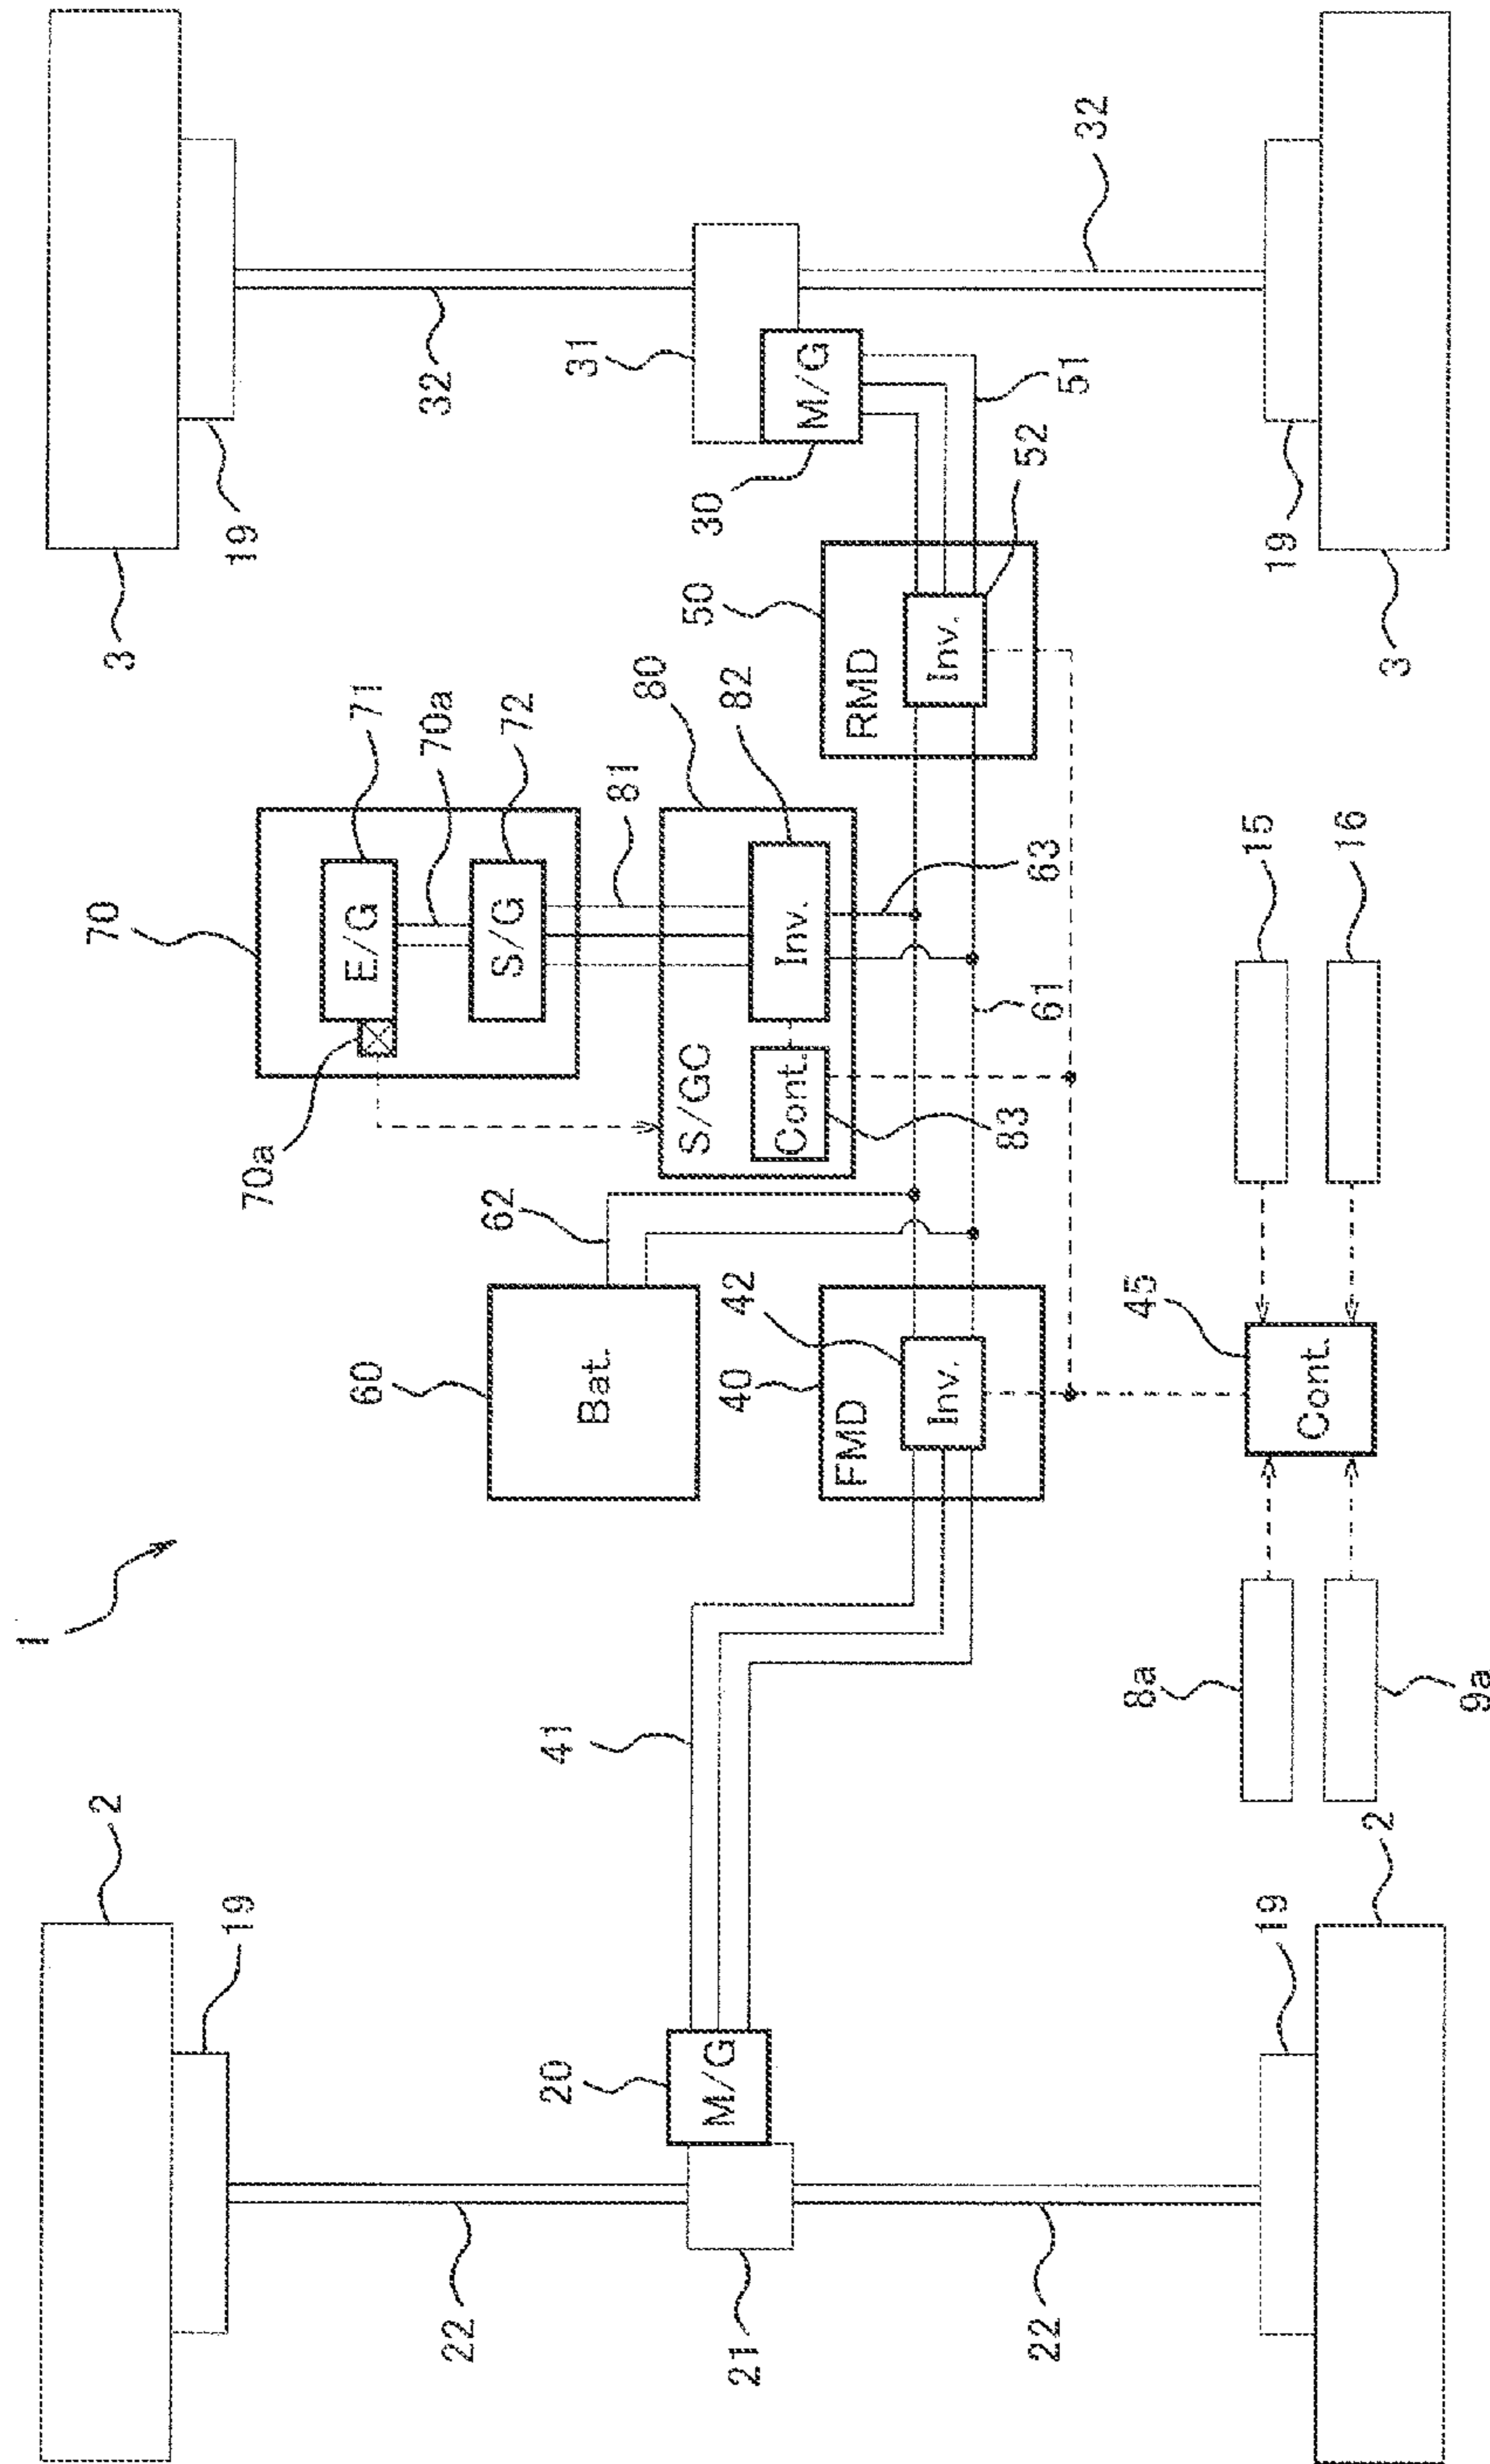 1
2
70
3
19
70a
E/G
71
19
60
70a
32
22
62
S/G
72
20
41
Bat.
81
31
S/GC
80
M/G
42
Cont.
Inv.
82
50
30
M/G
21
40
FMD
RMD
Inv.
Inv.
83
63
61
52
51
22
32
8a
45
15
19
Cont.
16
19
2
9a
3